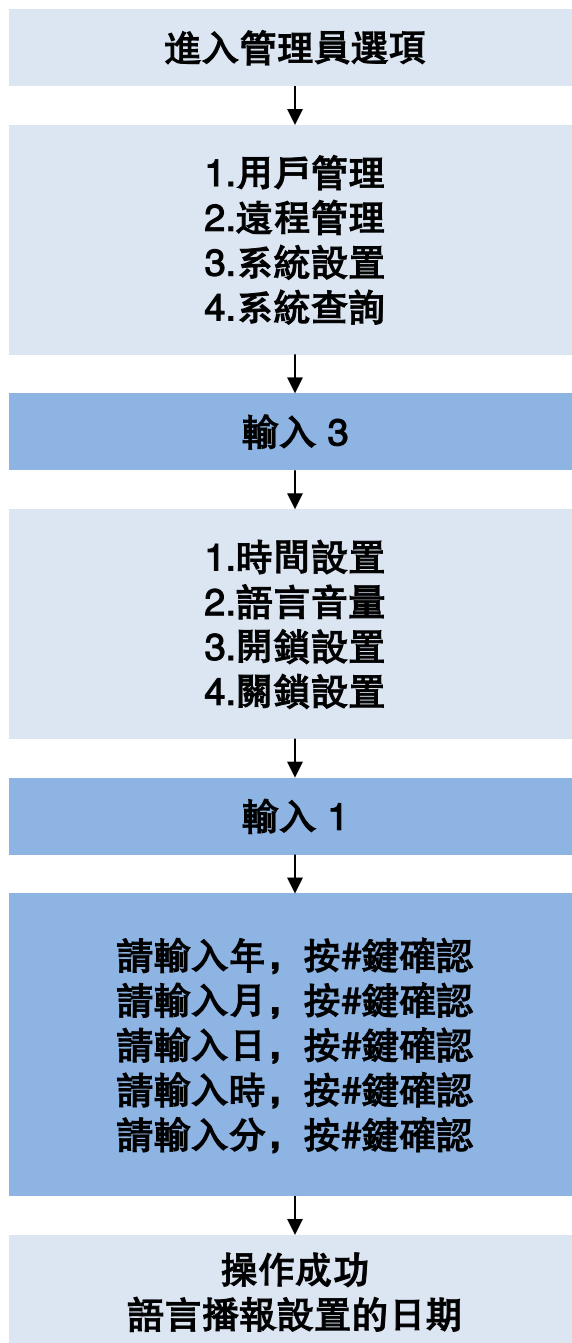 進入管理員選項
1.用戶管理
2.遠程管理
3.系統設置
4.系統查詢
輸入 3
1.時間設置
2.語言音量
3.開鎖設置
4.關鎖設置
輸入 1
請輸入年，按#鍵確認
請輸入月，按#鍵確認
請輸入日，按#鍵確認
請輸入時，按#鍵確認
請輸入分，按#鍵確認
操作成功
語言播報設置的日期